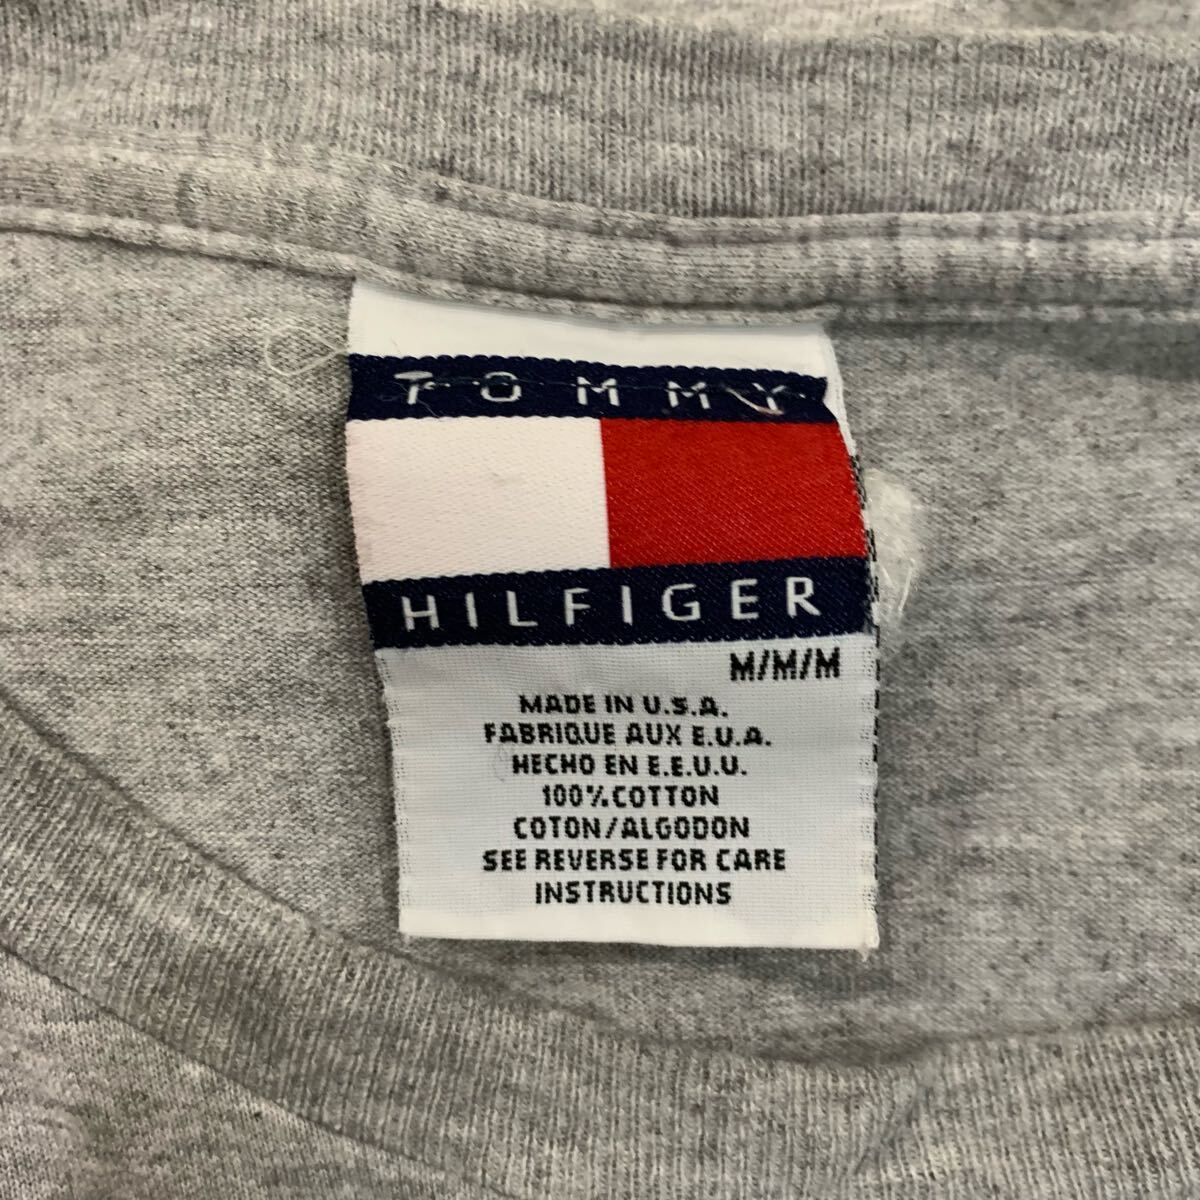 TOMMY
HILFIGER
M/M/M
MADE IN U.S.A.
FABRIQUE AUX E.U.A.
HECHO EN E.E.U.U.
100% COTTON
COTON/ALGODON
SEE REVERSE FOR CARE
INSTRUCTIONS